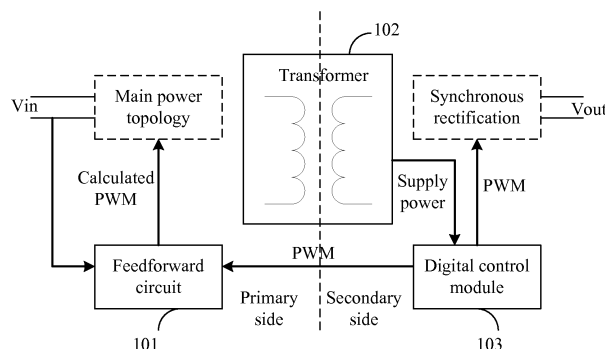 102
Transformer
Vin
Main power
topology
Synchronous
rectification
Vout
Calculated
PWM
Supply
power
PWM
PWM
Feedforward
circuit
Digital control
module
Primary
side
Secondary
side
101
103